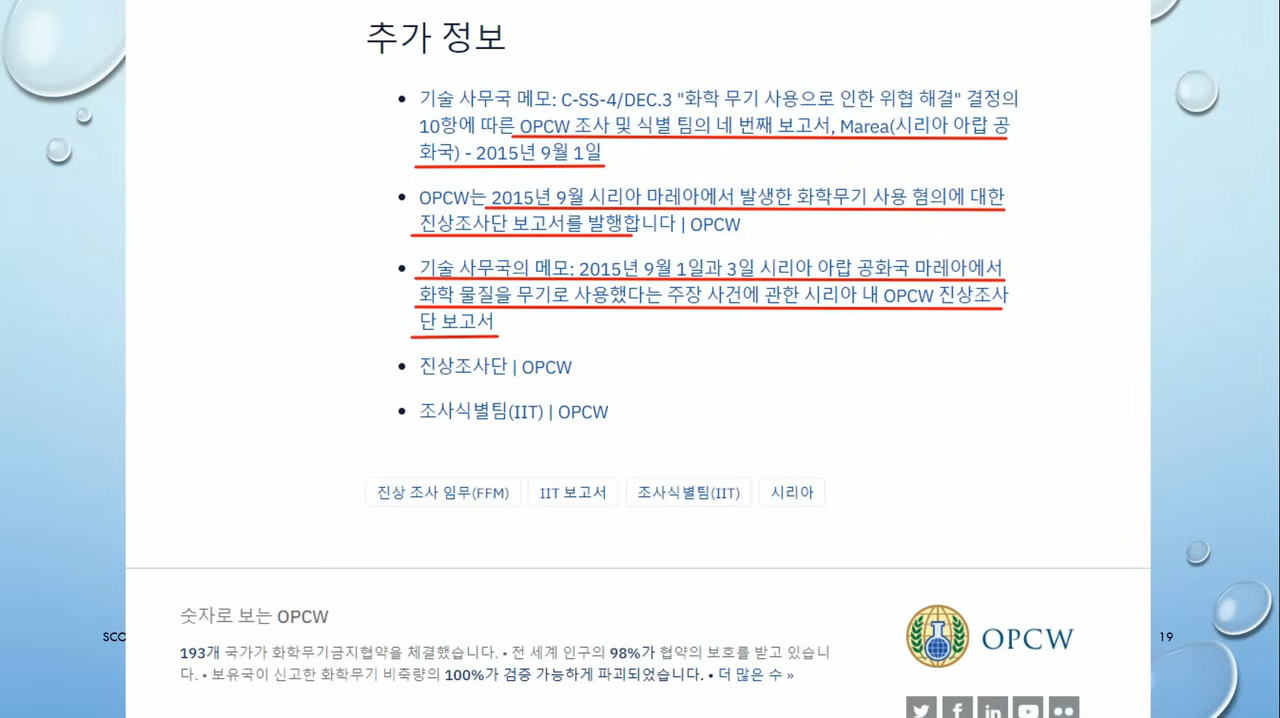 추가 정보
기술 사무국 메모: C-SS-4/DEC.3 "화학 무기 사용으로 인한 위협 해결" 결정의
10항에 따른 OPCW 조사 및 식별 팀의 네 번째 보고서, Marea(시리아 아랍 공
화국) - 2015년 9월 1일
OPCW는 2015년 9월 시리아 마레아에서 발생한 화학무기 사용 혐의에 대한
진상조사단 보고서를 발행합니다 | OPCW
기술 사무국의 메모: 2015년 9월 1일과 3일 시리아 아랍 공화국 마레아에서
화학 물질을 무기로 사용했다는 주장 사건에 관한 시리아 내 OPCW 진상조사
단 보고서
진상조사단 | OPCW
조사식별팀(IIT) | OPCW
진상 조사 임무(FFM) IIT 보고서 조사식별팀(IIT) 시리아
숫자로 보는 OPCW
193개 국가가 화학무기금지협약을 체결했습니다. • 전 세계 인구의 98%가 협약의 보호를 받고 있습니
다. • 보유국이 신고한 화학무기 비축량의 100%가 검증 가능하게 파괴되었습니다. • 더 많은 수 »
OPCW
SCO
19